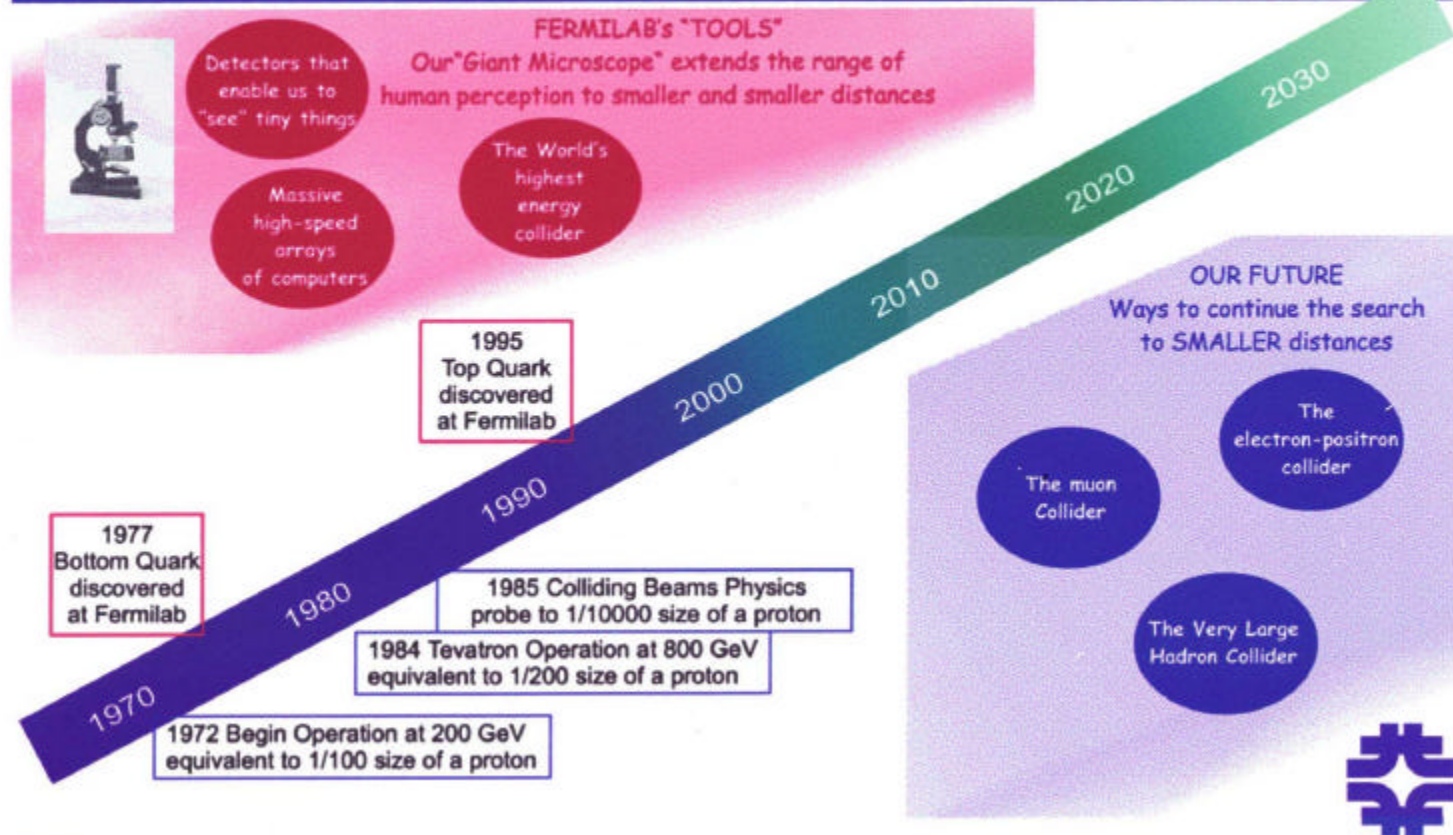 FERMILAB's "TOOLS"
Our"Giant Microscope" extends the range of
human perception to smaller and smaller distances
Detectors that
enable us to
"see" tiny things
Massive
high-speed
arrays
of computers
The World's
highest
energy
collider
1970
1980
1990
2000
2010
2020
2030
1977
Bottom Quark
discovered
at Fermilab
1995
Top Quark
discovered
at Fermilab
1985 Colliding Beams Physics
probe to 1/10000 size of a proton
1984 Tevatron Operation at 800 GeV
equivalent to 1/200 size of a proton
1972 Begin Operation at 200 GeV
equivalent to 1/100 size of a proton
OUR FUTURE
Ways to continue the search
to SMALLER distances
The
electron-positron
collider
The muon
Collider
The Very Large
Hadron Collider